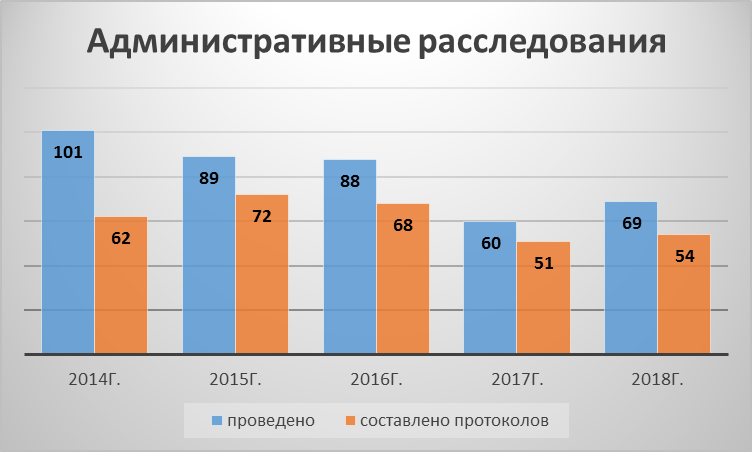 Административные расследования
101
62
89
72
88
68
60
51
69
54
2014Г.
2015Г.
2016Г.
2017Г.
2018Г.
проведено
составлено протоколов